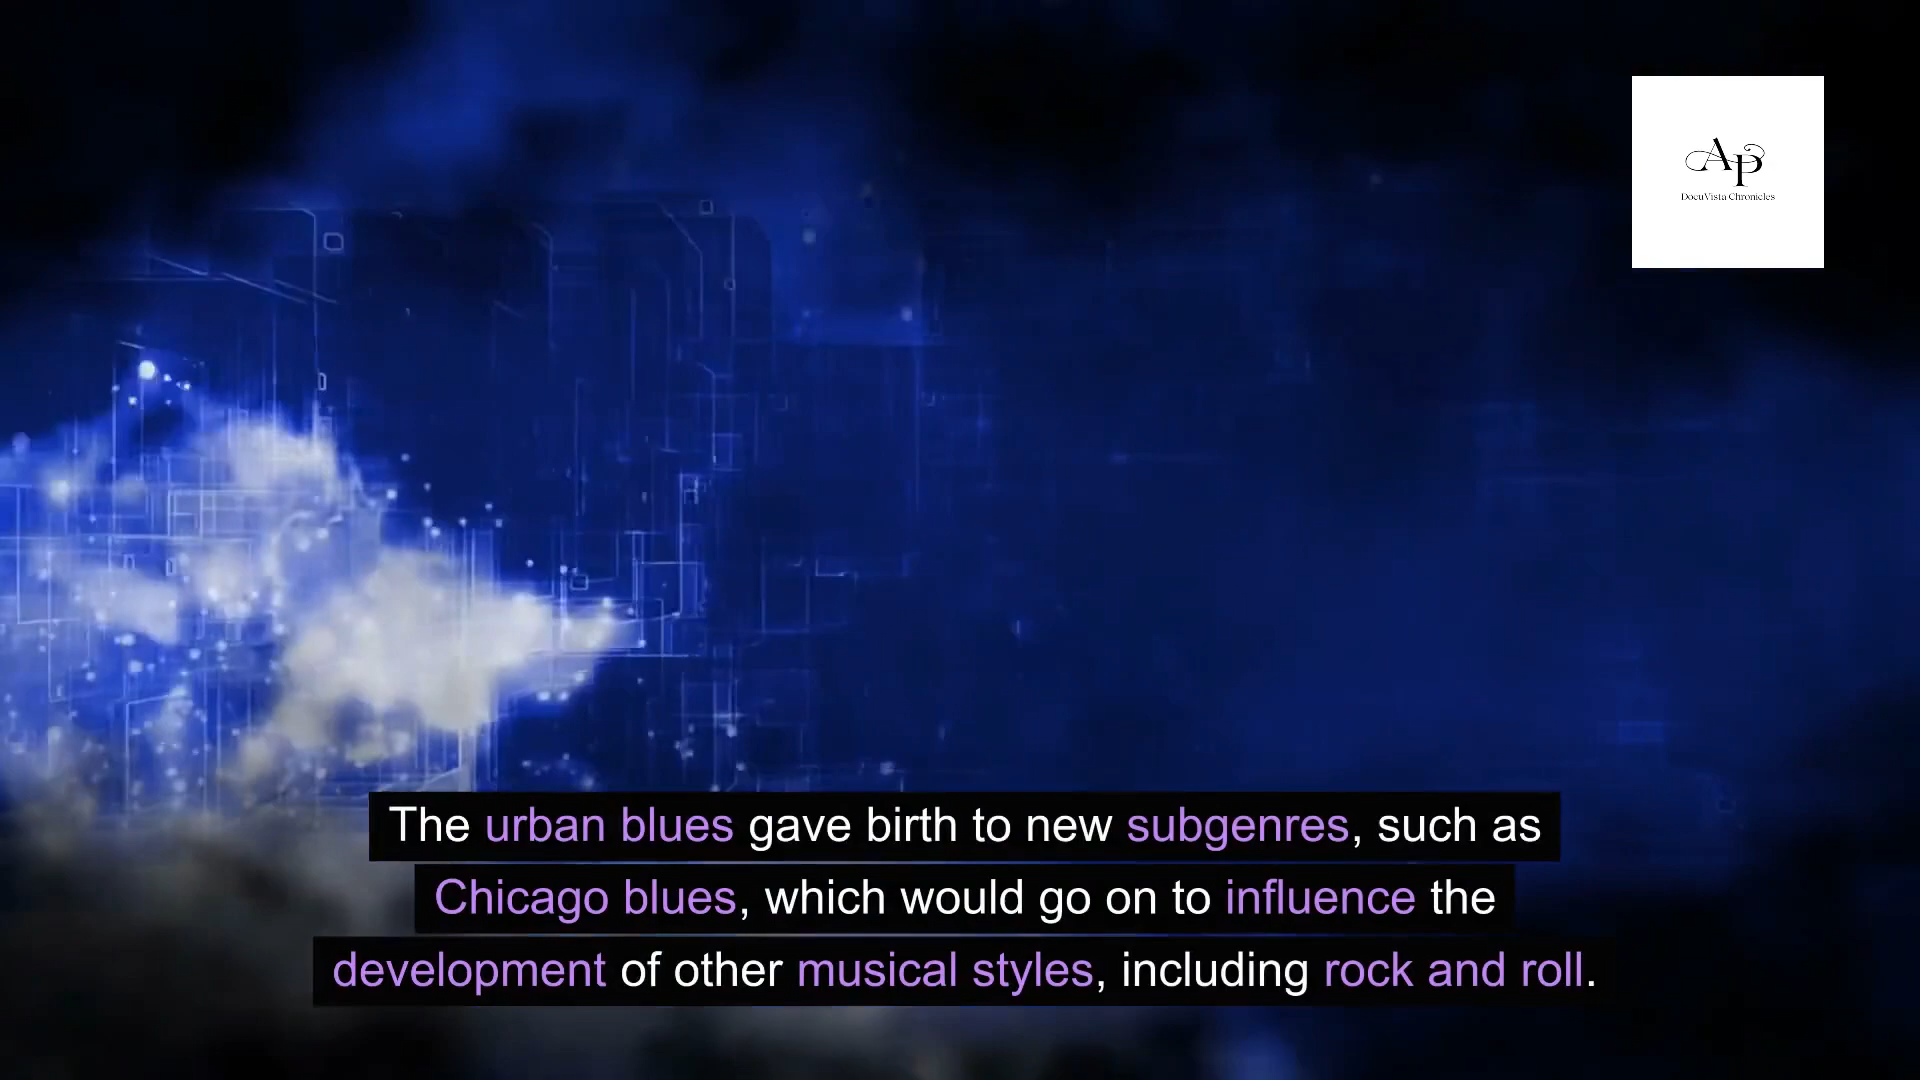 AP
DocuVista Chronicles
The urban blues gave birth to new subgenres, such as
Chicago blues, which would go on to influence the
development of other musical styles, including rock and roll.